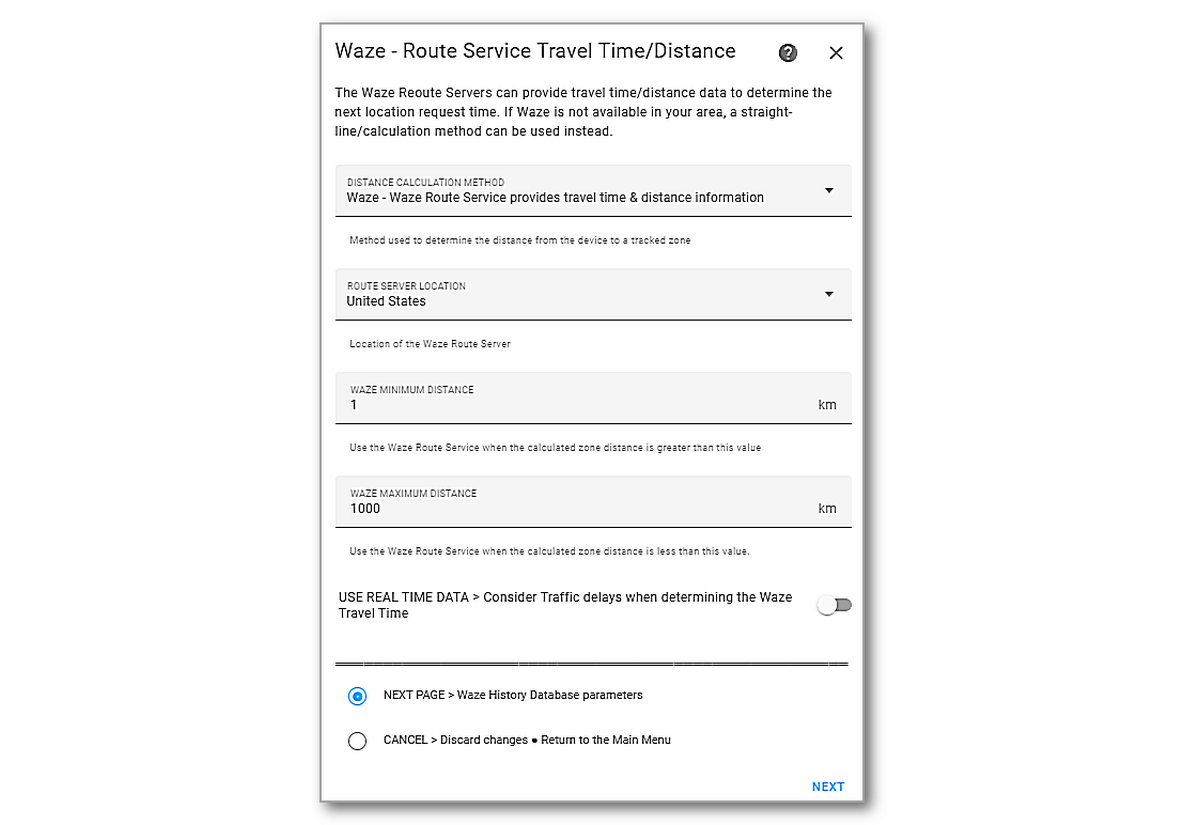 Waze - Route Service Travel Time/Distance
The Waze Reoute Servers can provide travel time/distance data to determine the
next location request time. If Waze is not available in your area, a straight-
line/calculation method can be used instead.
DISTANCE CALCULATION METHOD
Waze - Waze Route Service provides travel time & distance information
Method used to determine the distance from the device to a tracked zone
ROUTE SERVER LOCATION
United States
Location of the Waze Route Server
WAZE MINIMUM DISTANCE
1 km
Use the Waze Route Service when the calculated zone distance is greater than this value
WAZE MAXIMUM DISTANCE
1000 km
Use the Waze Route Service when the calculated zone distance is less than this value.
USE REAL TIME DATA > Consider Traffic delays when determining the Waze
Travel Time
NEXT PAGE > Waze History Database parameters
CANCEL > Discard changes • Return to the Main Menu
NEXT